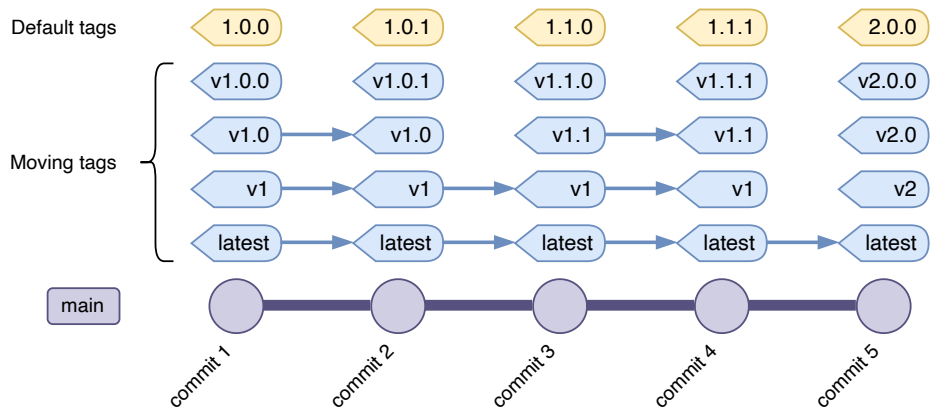 Default tags 1.0.0 1.0.1 1.1.0 1.1.1 2.0.0
v1.0.0 v1.0.1 v1.1.0 v1.1.1 v2.0.0
v1.0 v1.0 v1.1 v1.1 v2.0
Moving tags
v1 v1 v1 v1 v2
latest latest latest latest latest
main
commit 1 commit 2 commit 3 commit 4 commit 5